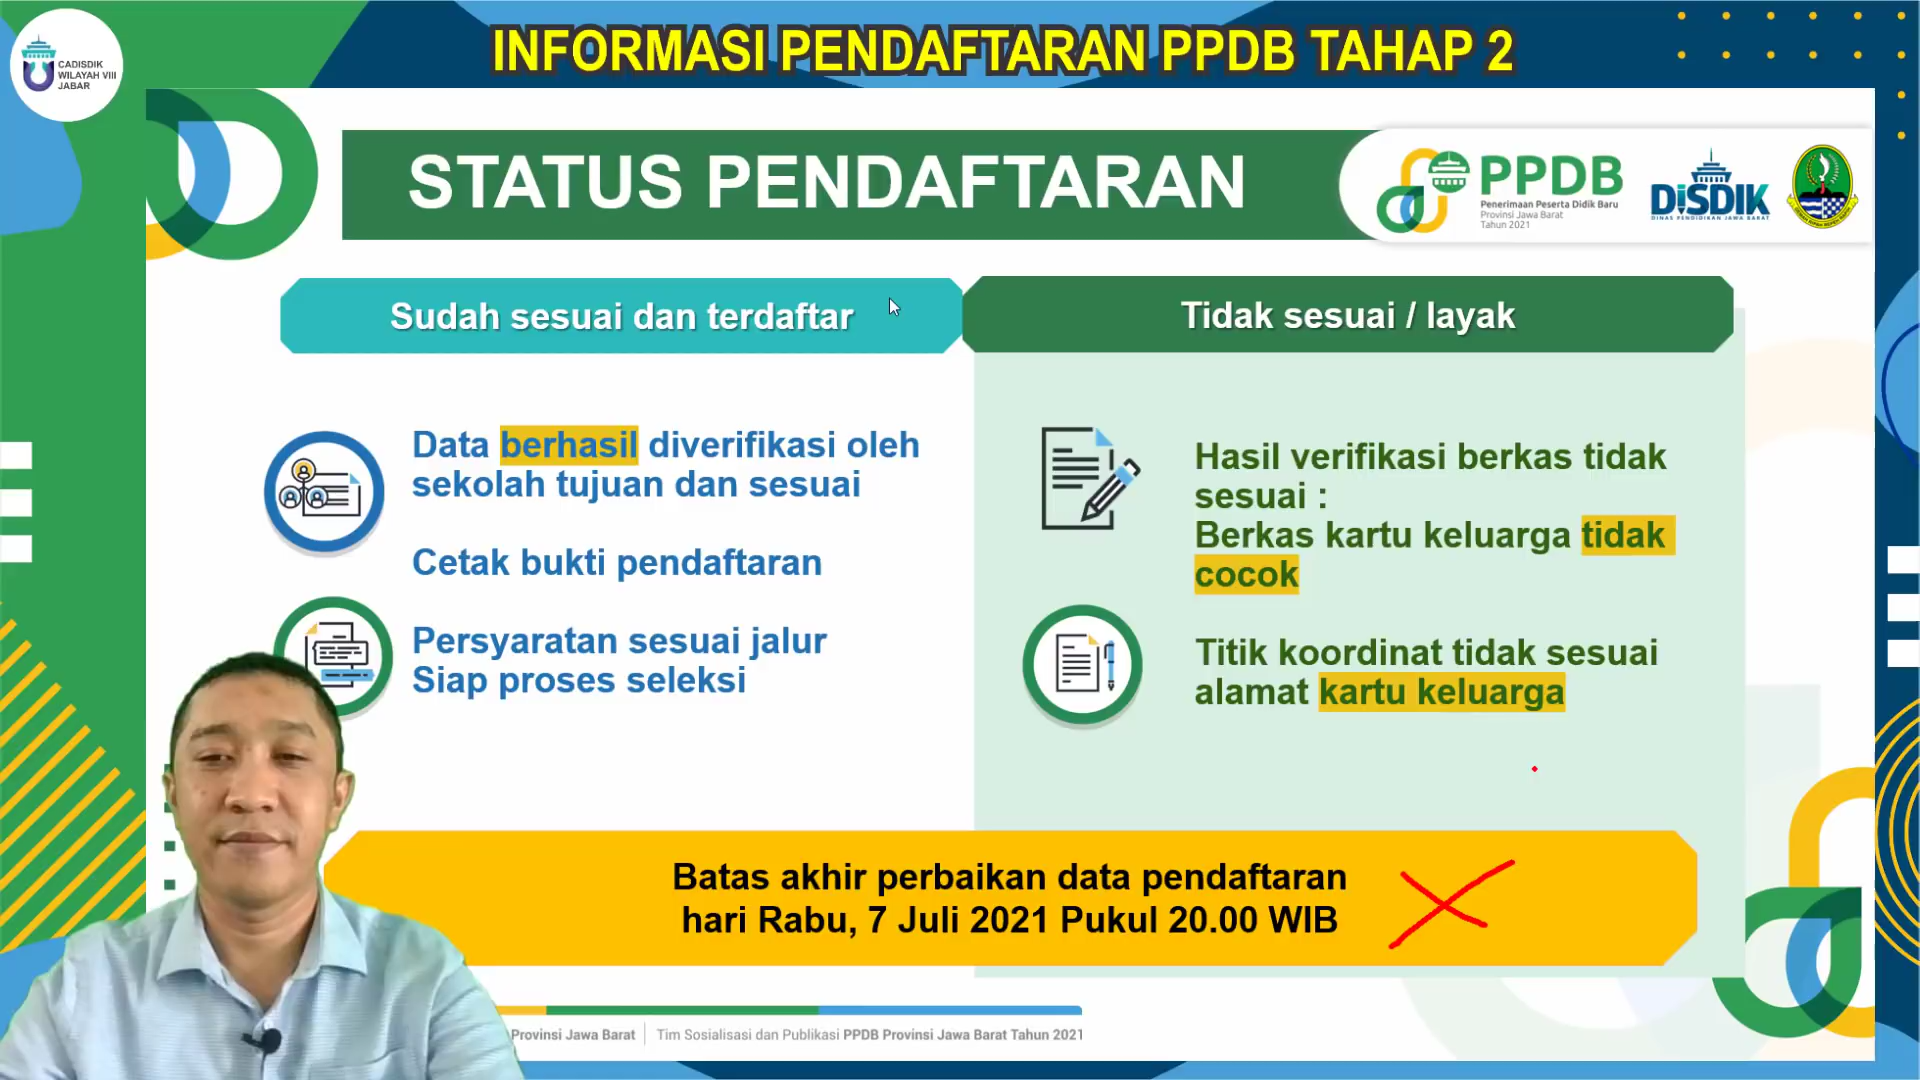 INFORMASI PENDAFTARAN PPDB TAHAP 2
CADISDIK
WILAYAH VIII
JABAR
STATUS PENDAFTARAN
PPDB
Penerimaan Peserta Didik Baru
Provinsi Jawa Barat
Tahun 2021
DISDIK
DINAS PENDIDIKAN JAWA BARAT
Sudah sesuai dan terdaftar
Data berhasil diverifikasi oleh
sekolah tujuan dan sesuai
Cetak bukti pendaftaran
Persyaratan sesuai jalur
Siap proses seleksi
Tidak sesuai / layak
Hasil verifikasi berkas tidak
sesuai :
Berkas kartu keluarga tidak
cocok
Titik koordinat tidak sesuai
alamat kartu keluarga
Batas akhir perbaikan data pendaftaran
hari Rabu, 7 Juli 2021 Pukul 20.00 WIB
Provinsi Jawa Barat
Tim Sosialisasi dan Publikasi PPDB Provinsi Jawa Barat Tahun 2021